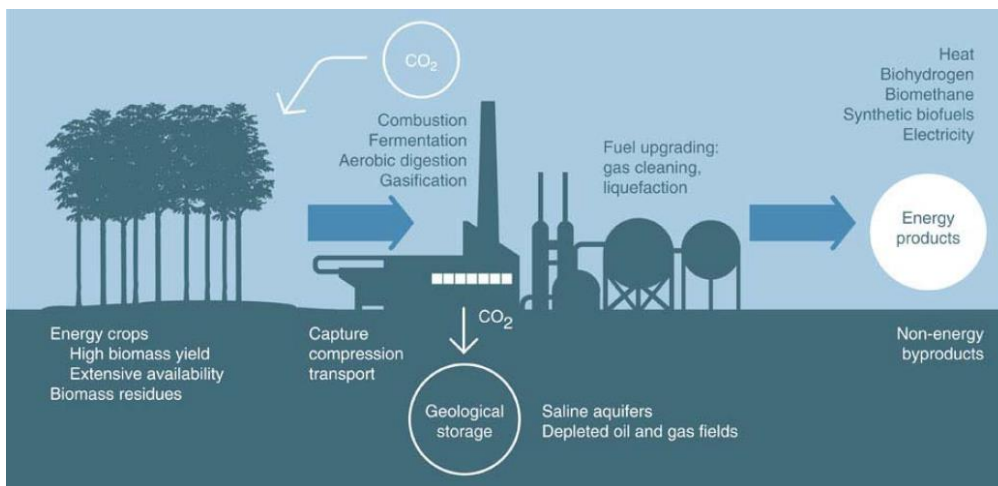 CO2
Combustion
Fermentation
Aerobic digestion
Gasification
Fuel upgrading:
gas cleaning,
liquefaction
Heat
Biohydrogen
Biomethane
Synthetic biofuels
Electricity
Energy
products
Energy crops
High biomass yield
Extensive availability
Biomass residues
Capture
compression
transport
CO2
Geological
storage
Saline aquifers
Depleted oil and gas fields
Non-energy
byproducts